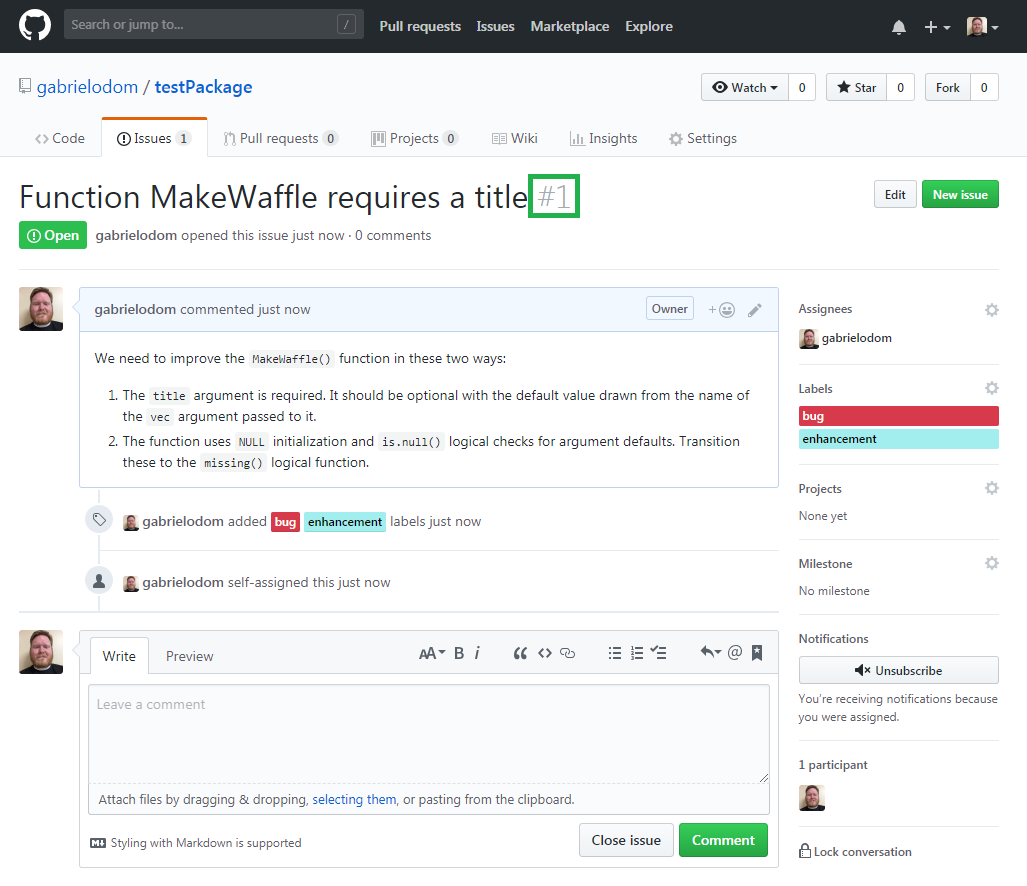 Search or jump to... / Pull requests Issues Marketplace Explore
gabrielodom / testPackage Watch 0 Star 0 Fork 0
Code Issues 1 Pull requests 0 Projects 0 Wiki Insights Settings
Function MakeWaffle requires a title #1 Edit New issue
Open gabrielodom opened this issue just now · 0 comments
gabrielodom commented just now Owner +
We need to improve the MakeWaffle() function in these two ways:
1. The title argument is required. It should be optional with the default value drawn from the name of
the vec argument passed to it.
2. The function uses NULL initialization and is.null() logical checks for argument defaults. Transition
these to the missing() logical function.
gabrielodom added bug enhancement labels just now
gabrielodom self-assigned this just now
Write Preview AA B i @
Leave a comment
Attach files by dragging & dropping, selecting them, or pasting from the clipboard.
M Styling with Markdown is supported
Close issue Comment
Assignees
gabrielodom
Labels
bug
enhancement
Projects
None yet
Milestone
No milestone
Notifications
Unsubscribe
You're receiving notifications because
you were assigned.
1 participant
Lock conversation